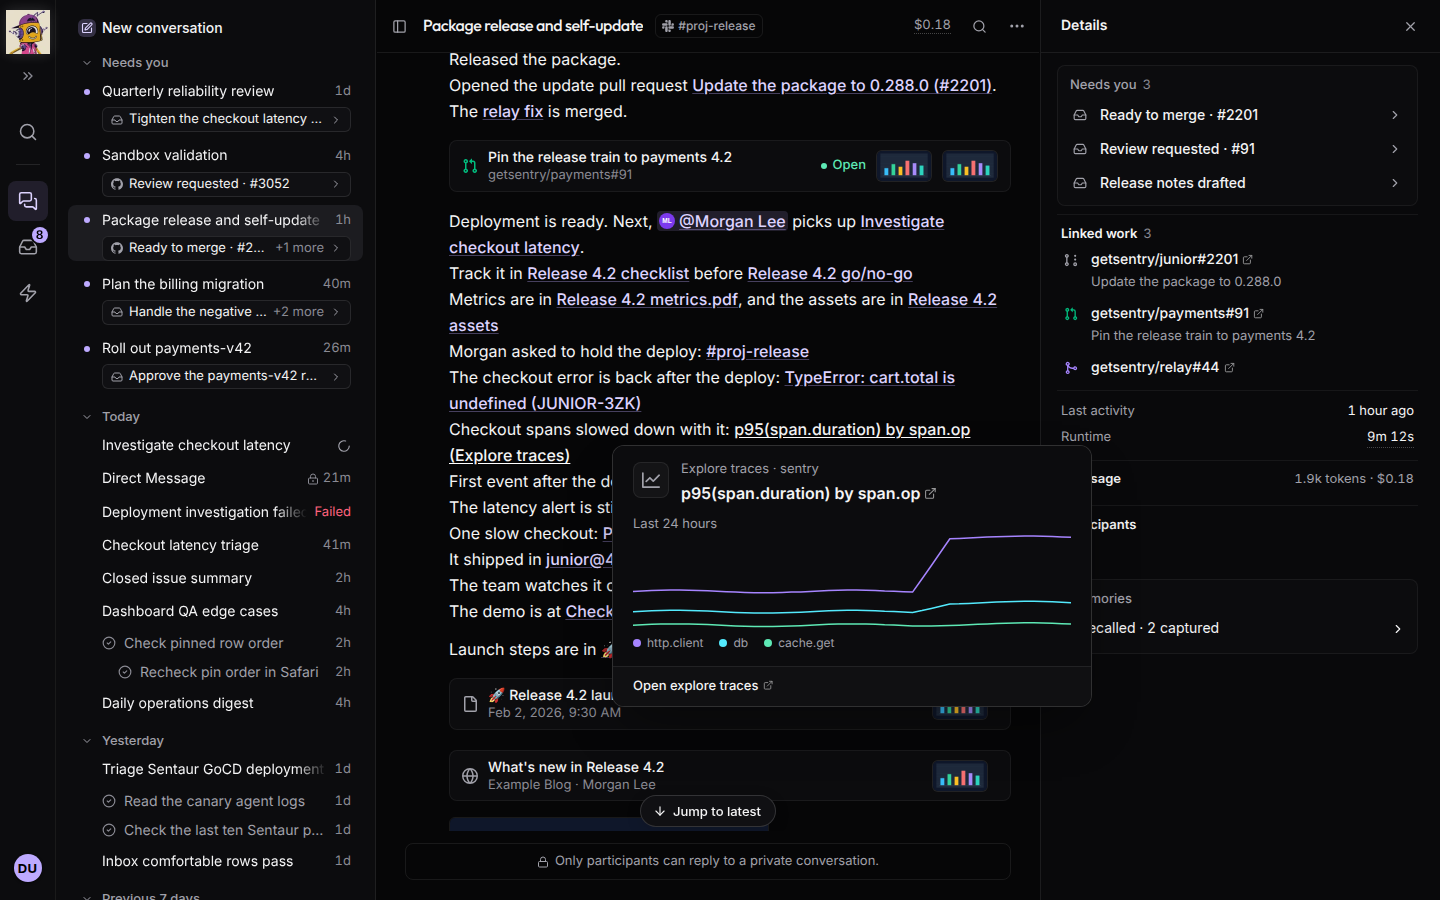 New conversation
Needs you
Quarterly reliability review 1d
Tighten the checkout latency ...
Sandbox validation 4h
Review requested · #3052
Package release and self-update 1h
Ready to merge · #2... +1 more
Plan the billing migration 40m
Handle the negative ... +2 more
Roll out payments-v42 26m
Approve the payments-v42 r...
Today
Investigate checkout latency
Direct Message 21m
Deployment investigation failed Failed
Checkout latency triage 41m
Closed issue summary 2h
Dashboard QA edge cases 4h
Check pinned row order 2h
Recheck pin order in Safari 2h
Daily operations digest 4h
Yesterday
Triage Sentaur GoCD deployment 1d
Read the canary agent logs 1d
Check the last ten Sentaur p... 1d
Inbox comfortable rows pass 1d
Previous 7 days
8
DU
Package release and self-update #proj-release $0.18
Released the package.
Opened the update pull request Update the package to 0.288.0 (#2201).
The relay fix is merged.
Pin the release train to payments 4.2
getsentry/payments#91
Open
Deployment is ready. Next, ML @Morgan Lee picks up Investigate
checkout latency.
Track it in Release 4.2 checklist before Release 4.2 go/no-go
Metrics are in Release 4.2 metrics.pdf, and the assets are in Release 4.2
assets
Morgan asked to hold the deploy: #proj-release
The checkout error is back after the deploy: TypeError: cart.total is
undefined (JUNIOR-3ZK)
Checkout spans slowed down with it: p95(span.duration) by span.op
(Explore traces)
First event after the d
The latency alert is sti
One slow checkout: P
It shipped in junior@4
The team watches it
The demo is at Check
Launch steps are in 🚀
🚀 Release 4.2 lau
Feb 2, 2026, 9:30 AM
What's new in Release 4.2
Example Blog · Morgan Lee
Jump to latest
Only participants can reply to a private conversation.
Explore traces · sentry
p95(span.duration) by span.op
Last 24 hours
http.client db cache.get
Open explore traces
Details
Needs you 3
Ready to merge · #2201
Review requested · #91
Release notes drafted
Linked work 3
getsentry/junior#2201
Update the package to 0.288.0
getsentry/payments#91
Pin the release train to payments 4.2
getsentry/relay#44
Last activity 1 hour ago
Runtime 9m 12s
sage 1.9k tokens · $0.18
cipants
mories
ecalled · 2 captured